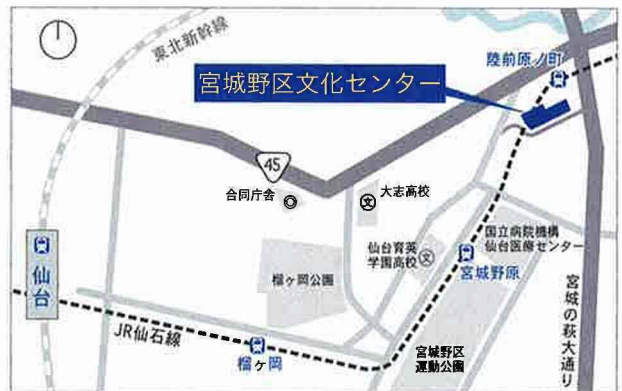 東北新幹線
陸前原ノ町
宮城野区文化センター
45
合同庁舎
大志高校
文
国立病院機構
仙台医療センター
仙台育英
学園高校
文
仙台
榴ヶ岡公園
宮城野原
宮城の萩大通り
JR仙石線
榴ヶ岡
宮城野区
運動公園